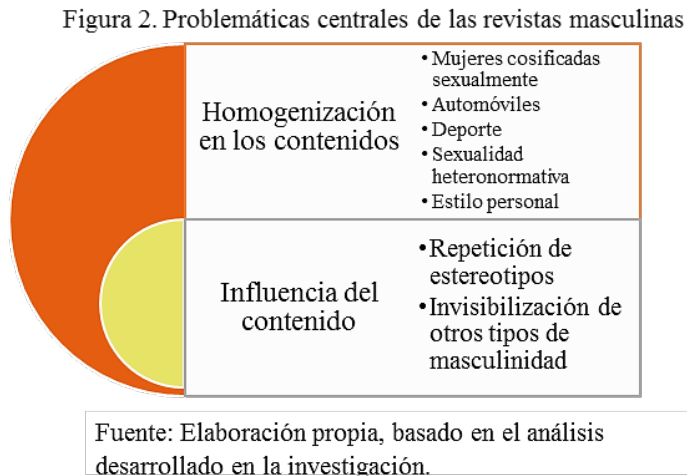 Figura 2. Problemáticas centrales de las revistas masculinas
Homogenización
en los contenidos
• Mujeres cosificadas
sexualmente
• Automóviles
• Deporte
• Sexualidad
heteronormativa
• Estilo personal
Influencia del
contenido
• Repetición de
estereotipos
• Invisibilización de
otros tipos de
masculinidad
Fuente: Elaboración propia, basado en el análisis
desarrollado en la investigación.